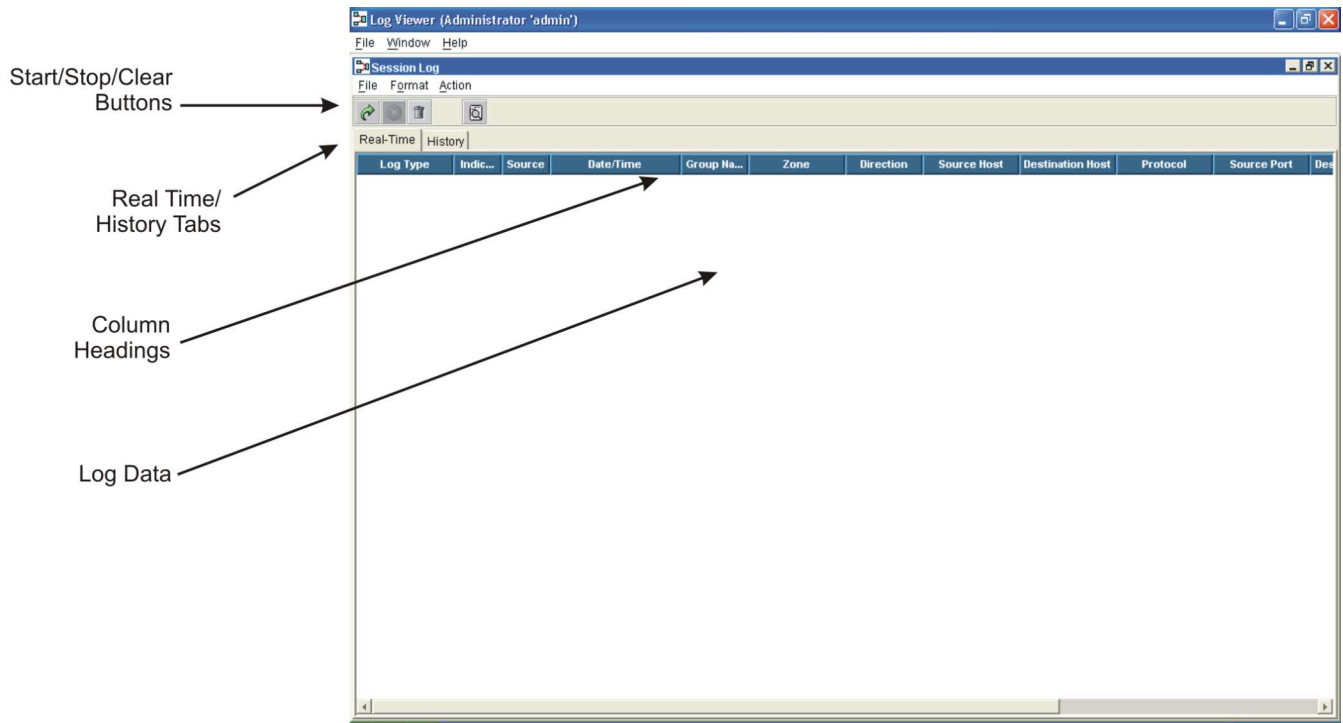 Log Viewer (Administrator 'admin')
File Window Help
Session Log
File Format Action
Start/Stop/Clear
Buttons
Real-Time History
Log Type Indic... Source Date/Time Group Na... Zone Direction Source Host Destination Host Protocol Source Port Des
Real Time/
History Tabs
Column
Headings
Log Data